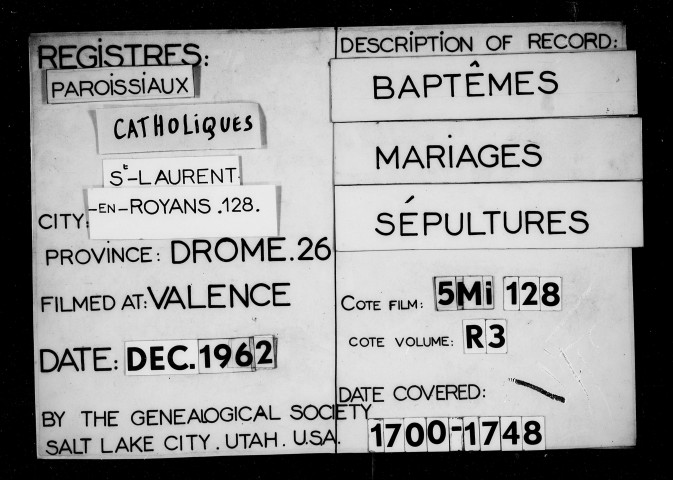 REGISTRES:
PAROISSIAUX
CATHOLIQUES
St-LAURENT.
CITY: -EN-ROYANS.128.
PROVINCE: DROME.26
FILMED AT: VALENCE
DATE: DEC.1962
BY THE GENEALOGICAL SOCIETY
SALT LAKE CITY. UTAH. U.S.A.
DESCRIPTION OF RECORD:
BAPTÊMES
MARIAGES
SÉPULTURES
COTE FILM: 5Mi 128
COTE VOLUME: R3
DATE COVERED:
1700-1748